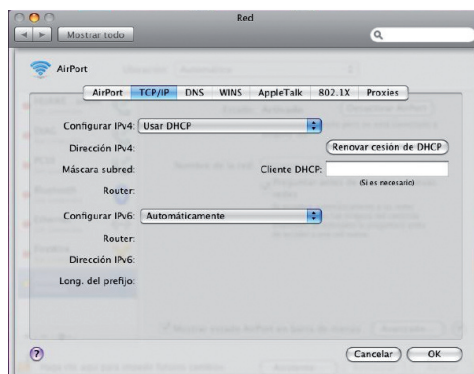 Red
Mostrar todo
AirPort
AirPort TCP/IP DNS WINS AppleTalk 802.1X Proxies
Configurar IPv4: Usar DHCP
Dirección IPv4: Renovar cesión de DHCP
Máscara subred: Cliente DHCP:
(Si es necesario)
Router:
Configurar IPv6: Automáticamente
Router:
Dirección IPv6:
Long. del prefijo:
? Cancelar OK